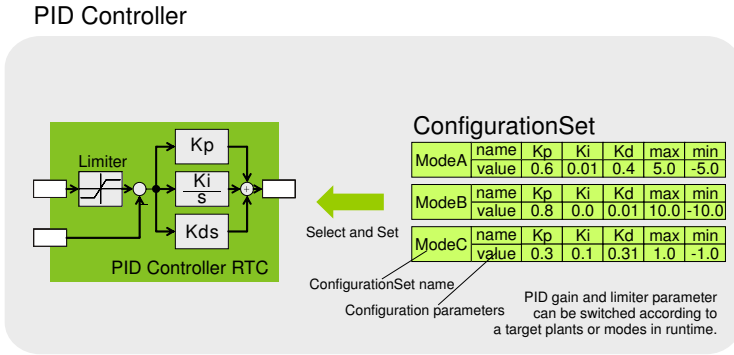 PID Controller
Limiter
Kp
Ki
s
Kds
+
−
PID Controller RTC
Select and Set
ConfigurationSet
ModeA name Kp Ki Kd max min
value 0.6 0.01 0.4 5.0 -5.0
ModeB name Kp Ki Kd max min
value 0.8 0.0 0.01 10.0 -10.0
ModeC name Kp Ki Kd max min
value 0.3 0.1 0.31 1.0 -1.0
ConfigurationSet name
Configuration parameters
PID gain and limiter parameter
can be switched according to
a target plants or modes in runtime.